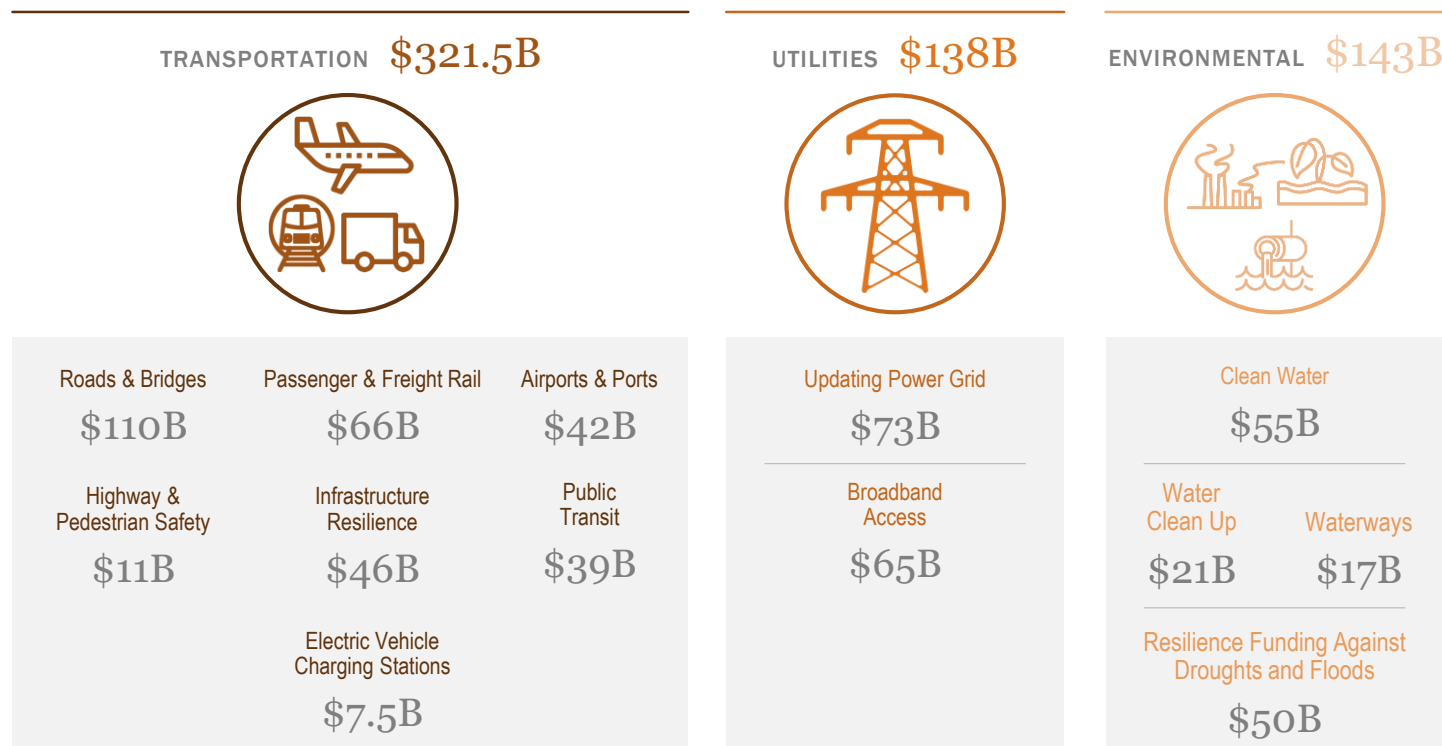 TRANSPORTATION $321.5B
Roads & Bridges
$110B
Passenger & Freight Rail
$66B
Airports & Ports
$42B
Highway &
Pedestrian Safety
$11B
Infrastructure
Resilience
$46B
Public
Transit
$39B
Electric Vehicle
Charging Stations
$7.5B
UTILITIES $138B
Updating Power Grid
$73B
Broadband
Access
$65B
ENVIRONMENTAL $143B
Clean Water
$55B
Water
Clean Up
$21B
Waterways
$17B
Resilience Funding Against
Droughts and Floods
$50B